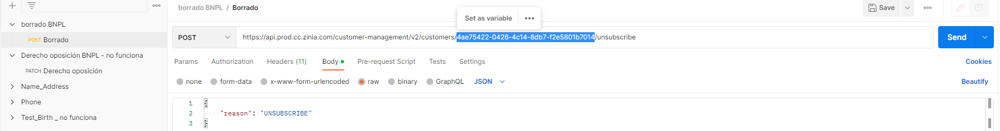 borrado BNPL / Borrado
Save
Set as variable
borrado BNPL
POST Borrado
Derecho oposición BNPL - no funciona
PATCH Derecho oposición
Name_Address
Phone
Test_Birth _ no funciona
POST
https://api.prod.cc.zinia.com/customer-management/v2/customers/4ae75422-0426-4c14-8db7-f2e5801b7014/unsubscribe
Send
Params Authorization Headers (11) Body Pre-request Script Tests Settings Cookies
none form-data x-www-form-urlencoded raw binary GraphQL JSON Beautify
1 {
2 "reason": "UNSUBSCRIBE"
3 }